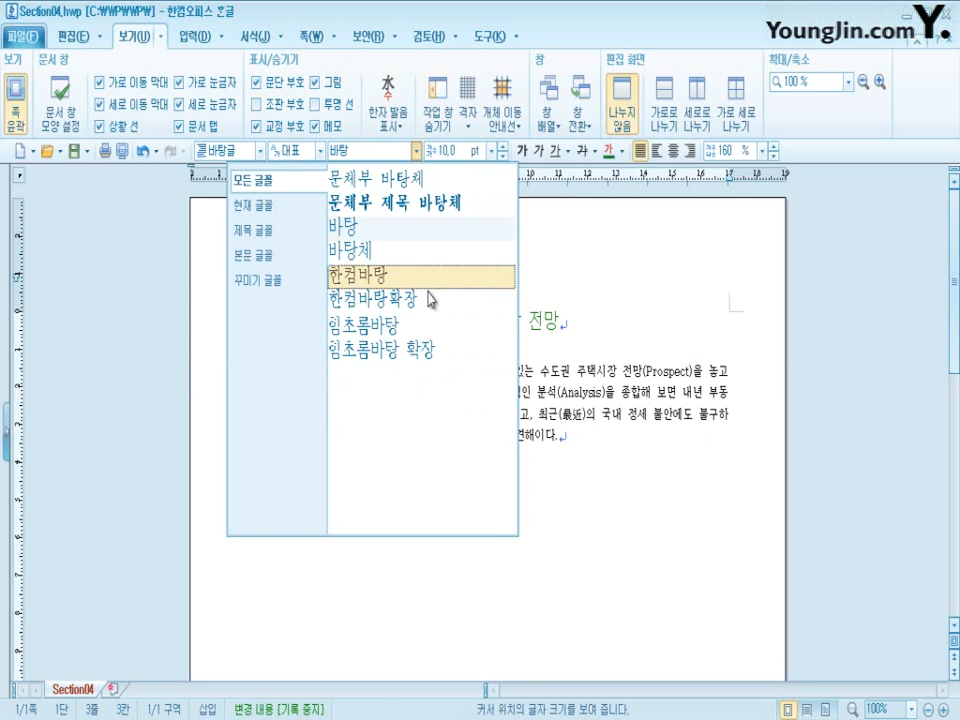 Section04.hwp [C:\WP\WP] - 한컴오피스 한글
YoungJin.com Y.
파일(F) 편집(E) 보기(U) 입력(D) 서식(J) 쪽(W) 보안(B) 검토(H) 도구(K)
보기 문서 창 표시/숨기기 창 편집 화면 확대/축소
쪽 윤곽
문서 창 모양 설정
가로 이동 막대 가로 눈금자
세로 이동 막대 세로 눈금자
상황 선 문서 탭
문단 부호 그림
조판 부호 투명 선
교정 부호 메모
한자 발음 표시
작업 창 숨기기
격자
개체 이동 안내선
창 배열
창 전환
나누지 않음
가로로 나누기
세로로 나누기
가로 세로 나누기
100 %
바탕글 대표 바탕 10,0 pt 가 가 가 가 가 160 %
모든 글꼴
현재 글꼴
제목 글꼴
본문 글꼴
꾸미기 글꼴
문체부 바탕체
문체부 제목 바탕체
바탕
바탕체
한컴바탕
한컴바탕확장
함초롬바탕
함초롬바탕 확장
전망
있는 수도권 주택시장 전망(Prospect)을 놓고
분석(Analysis)을 종합해 보면 내년 부동
고, 최근(最近)의 국내 정세 불안에도 불구하
견해이다.
Section04
1/1쪽 1단 3줄 3칸 1/1 구역 삽입 변경 내용 [기록 중지] 커서 위치의 글자 크기를 보여 줍니다. 100%